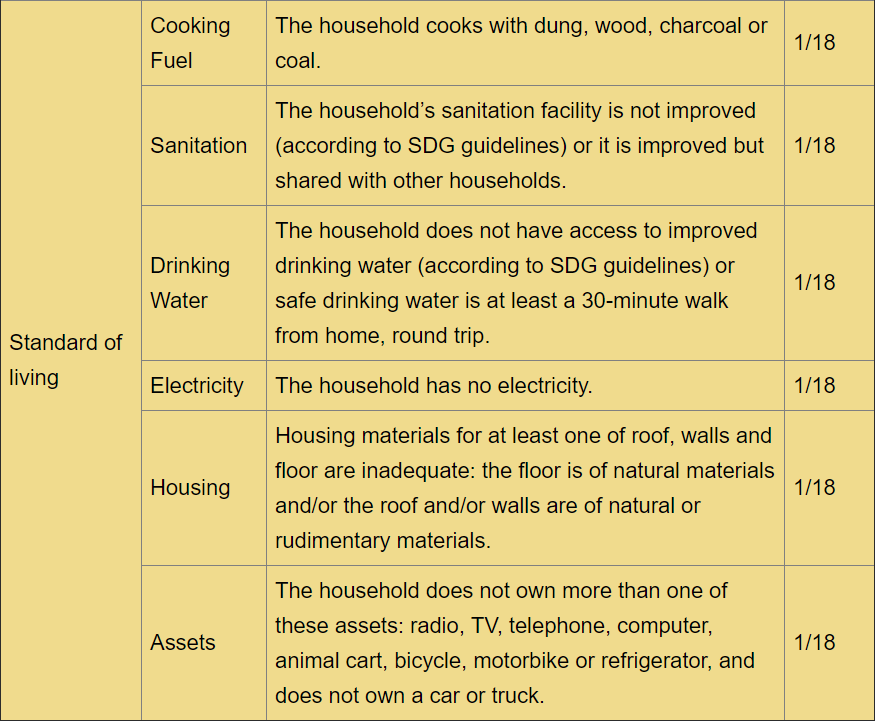 Cooking
Fuel
The household cooks with dung, wood, charcoal or
coal.
1/18
Sanitation
The household’s sanitation facility is not improved
(according to SDG guidelines) or it is improved but
shared with other households.
1/18
Standard of
living
Drinking
Water
The household does not have access to improved
drinking water (according to SDG guidelines) or
safe drinking water is at least a 30-minute walk
from home, round trip.
1/18
Electricity
The household has no electricity.
1/18
Housing
Housing materials for at least one of roof, walls and
floor are inadequate: the floor is of natural materials
and/or the roof and/or walls are of natural or
rudimentary materials.
1/18
Assets
The household does not own more than one of
these assets: radio, TV, telephone, computer,
animal cart, bicycle, motorbike or refrigerator, and
does not own a car or truck.
1/18